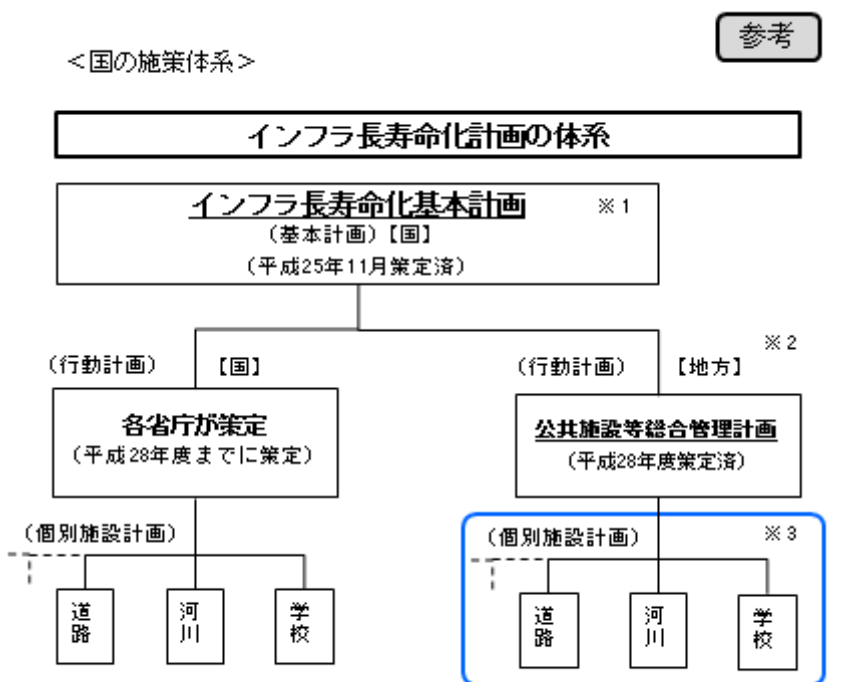 参考
＜国の施策体系＞
インフラ長寿命化計画の体系
インフラ長寿命化基本計画 ※1
（基本計画）【国】
（平成25年11月策定済）
※2
（行動計画） 【国】
（行動計画） 【地方】
各省庁が策定
（平成28年度までに策定）
公共施設等総合管理計画
（平成28年度策定済）
（個別施設計画）
（個別施設計画） ※3
道路
河川
学校
道路
河川
学校